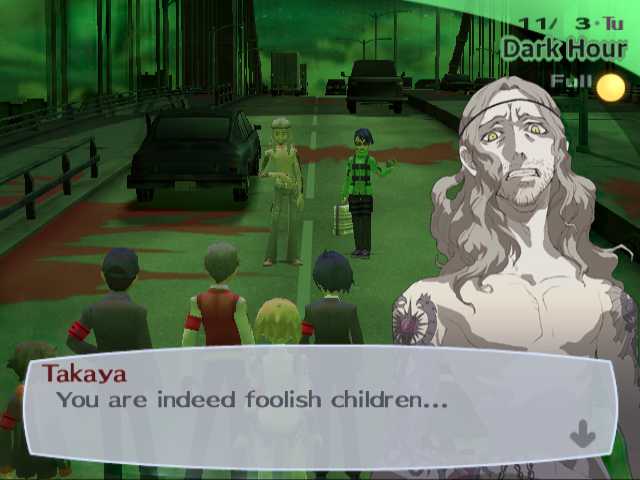 11/ 3·Tu
Dark Hour
Full
Takaya
You are indeed foolish children...